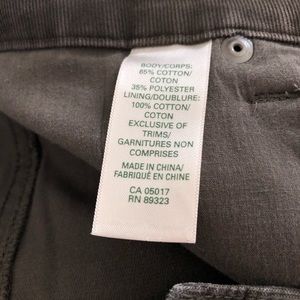 BODY/CORPS:
65% COTTON/
COTON
35% POLYESTER
LINING/DOUBLURE:
100% COTTON/
COTON
EXCLUSIVE OF
TRIMS/
GARNITURES NON
COMPRISES
MADE IN CHINA/
FABRIQUÉ EN CHINE
CA 05017
RN 89323